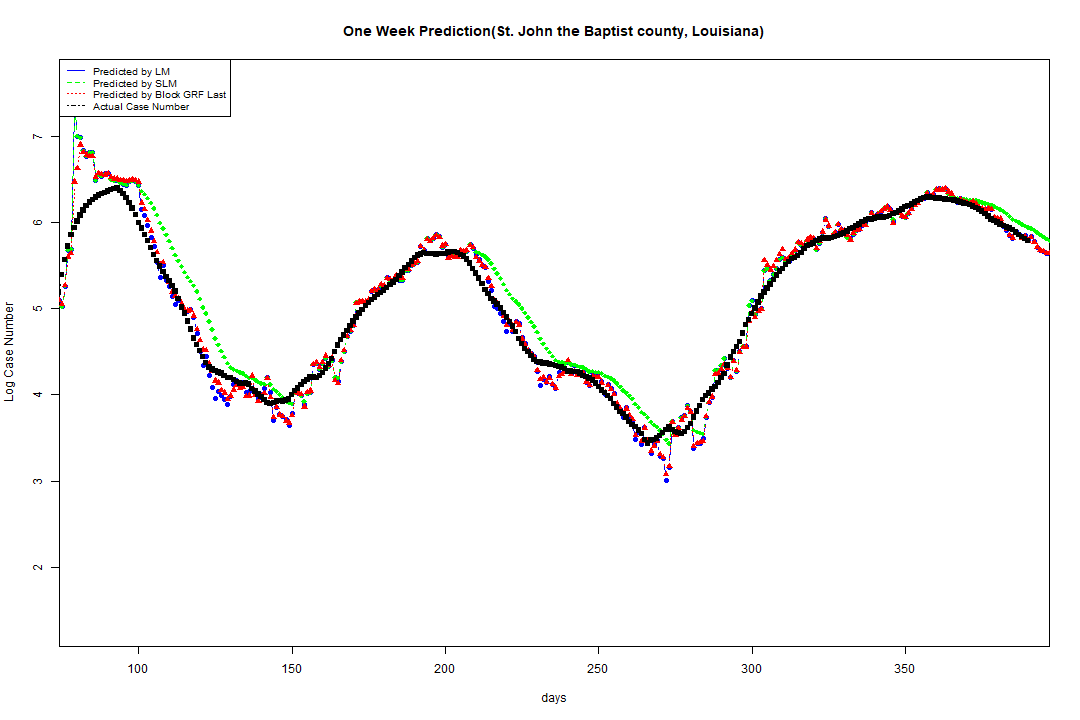 One Week Prediction(St. John the Baptist county, Louisiana)
Predicted by LM
Predicted by SLM
Predicted by Block GRF Last
Actual Case Number
7
6
5
4
3
2
Log Case Number
100 150 200 250 300 350
days